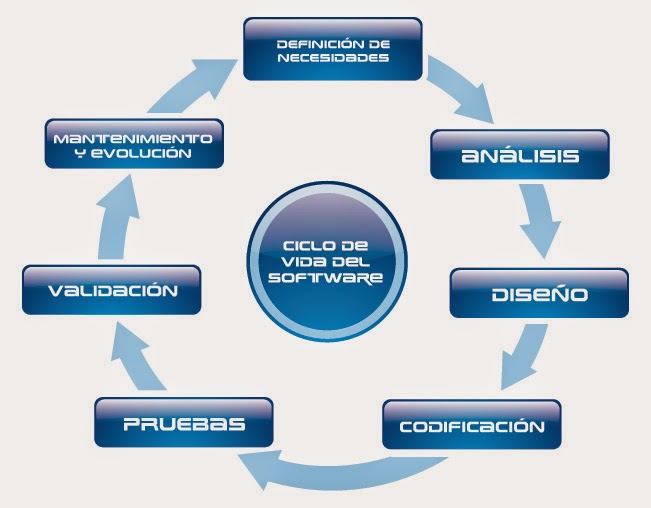 DEFINICIÓN DE
NECESIDADES
ANÁLISIS
DISEÑO
CODIFICACIÓN
PRUEBAS
VALIDACIÓN
MANTENIMIENTO
Y EVOLUCIÓN
CICLO DE
VIDA DEL
SOFTWARE